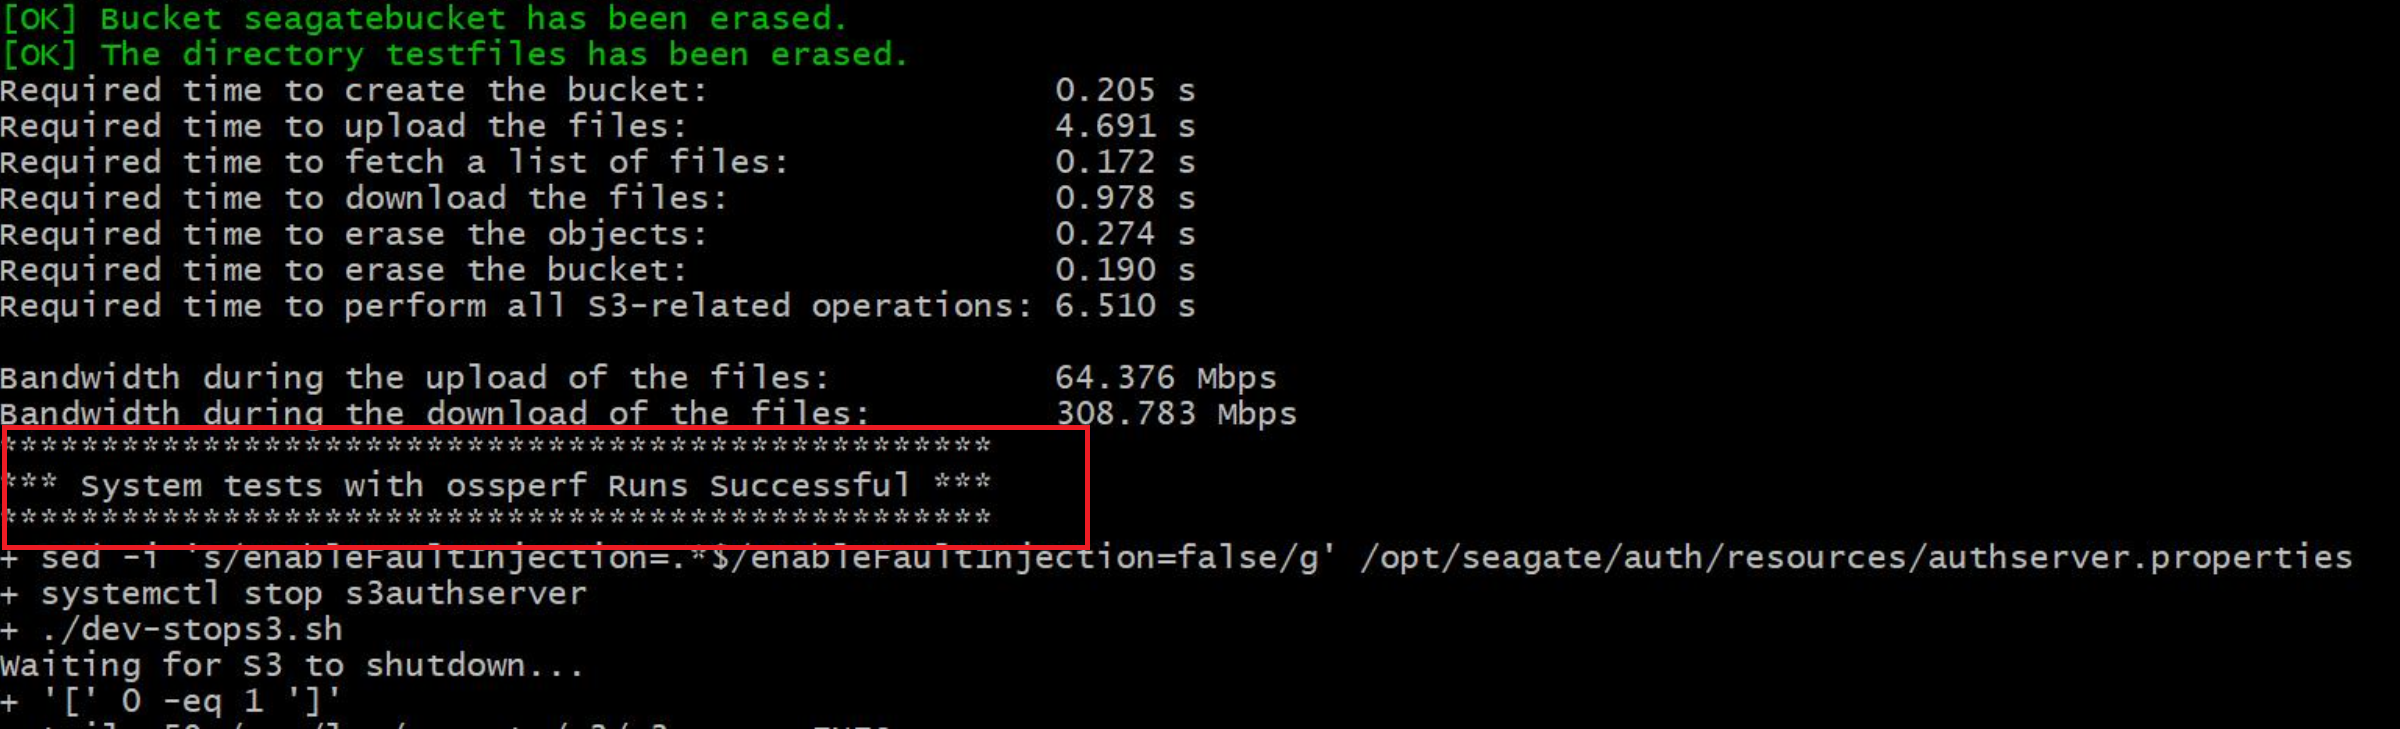 [OK] Bucket seagatebucket has been erased.
[OK] The directory testfiles has been erased.
Required time to create the bucket: 0.205 s
Required time to upload the files: 4.691 s
Required time to fetch a list of files: 0.172 s
Required time to download the files: 0.978 s
Required time to erase the objects: 0.274 s
Required time to erase the bucket: 0.190 s
Required time to perform all S3-related operations: 6.510 s
Bandwidth during the upload of the files: 64.376 Mbps
Bandwidth during the download of the files: 308.783 Mbps
*************************************************
*** System tests with ossperf Runs Successful ***
*************************************************
+ sed -i 's/enableFaultInjection=.*$/enableFaultInjection=false/g' /opt/seagate/auth/resources/authserver.properties
+ systemctl stop s3authserver
+ ./dev-stops3.sh
Waiting for S3 to shutdown...
+ '[' 0 -eq 1 ']'